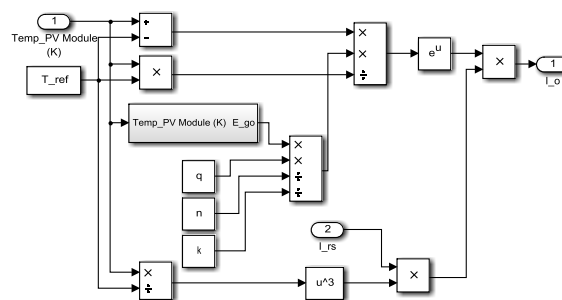 1
Temp_PV Module
(K)
T_ref
+
−
×
×
×
÷
e^u
×
1
I_o
Temp_PV Module (K) E_go
q
n
k
×
×
÷
÷
2
I_rs
×
÷
u^3
×